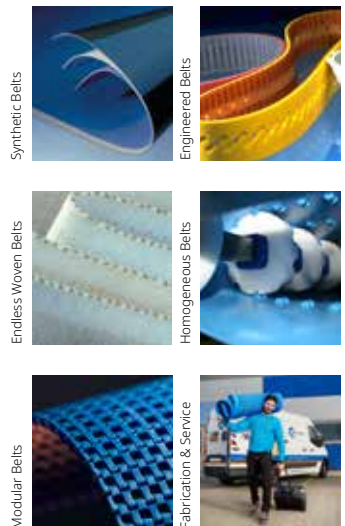 Synthetic Belts
Engineered Belts
Endless Woven Belts
Homogeneous Belts
Modular Belts
Fabrication & Service